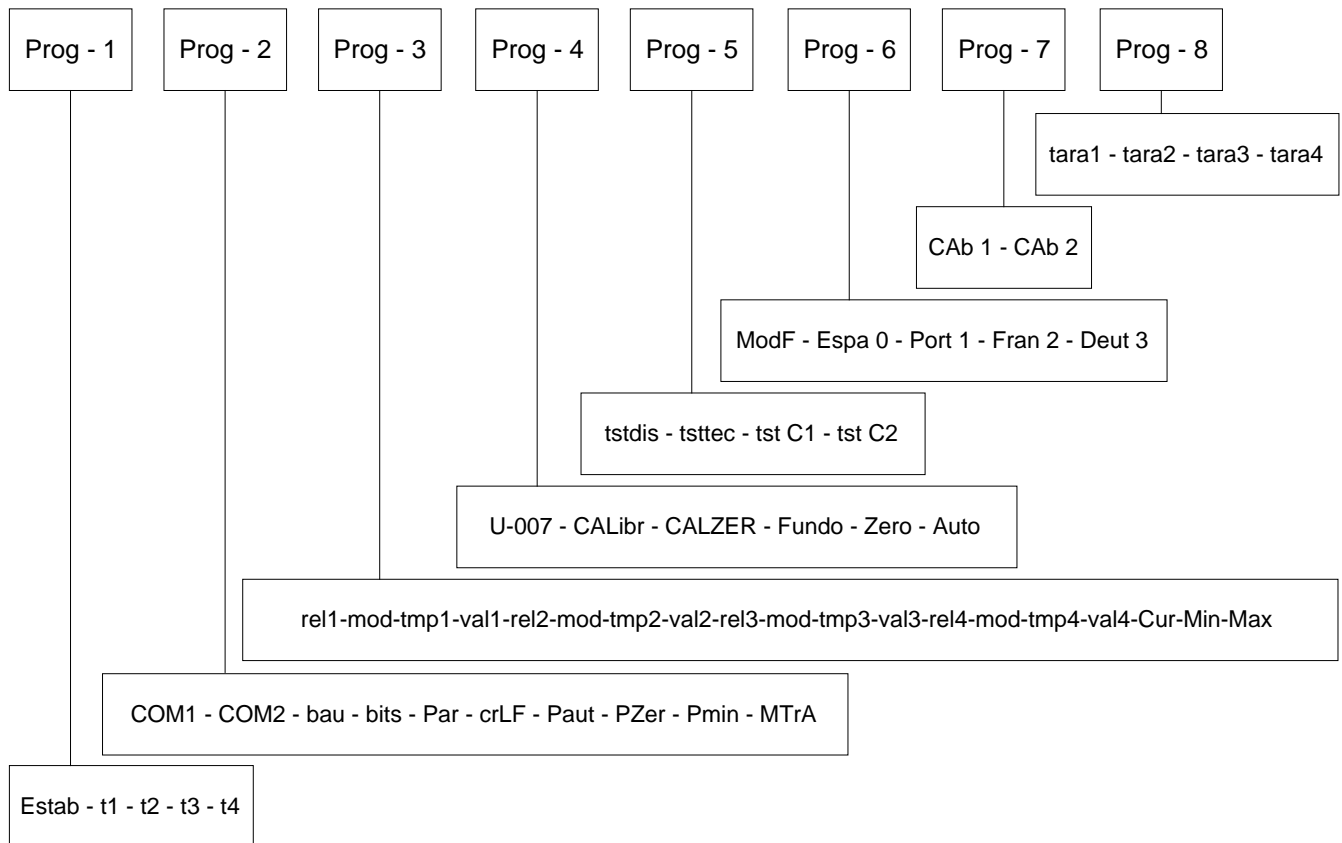 Prog - 1
Prog - 2
Prog - 3
Prog - 4
Prog - 5
Prog - 6
Prog - 7
Prog - 8
tara1 - tara2 - tara3 - tara4
CAb 1 - CAb 2
ModF - Espa 0 - Port 1 - Fran 2 - Deut 3
tstdis - tsttec - tst C1 - tst C2
U-007 - CALibr - CALZER - Fundo - Zero - Auto
rel1-mod-tmp1-val1-rel2-mod-tmp2-val2-rel3-mod-tmp3-val3-rel4-mod-tmp4-val4-Cur-Min-Max
COM1 - COM2 - bau - bits - Par - crLF - Paut - PZer - Pmin - MTrA
Estab - t1 - t2 - t3 - t4